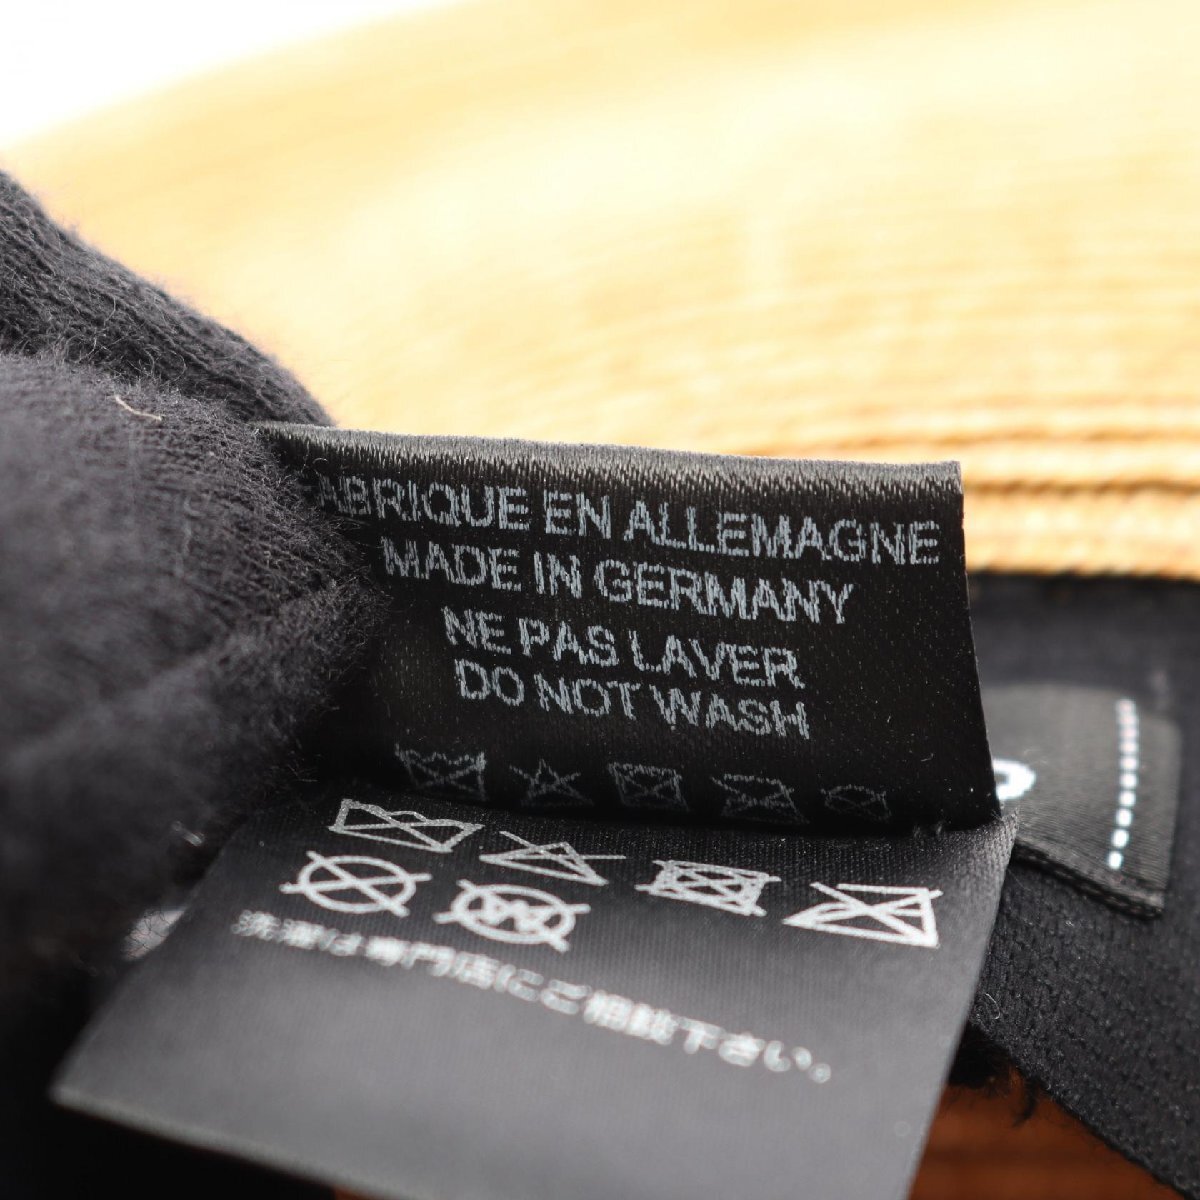 FABRIQUE EN ALLEMAGNE
MADE IN GERMANY
NE PAS LAVER
DO NOT WASH
洗濯は専門店にご相談下さい。